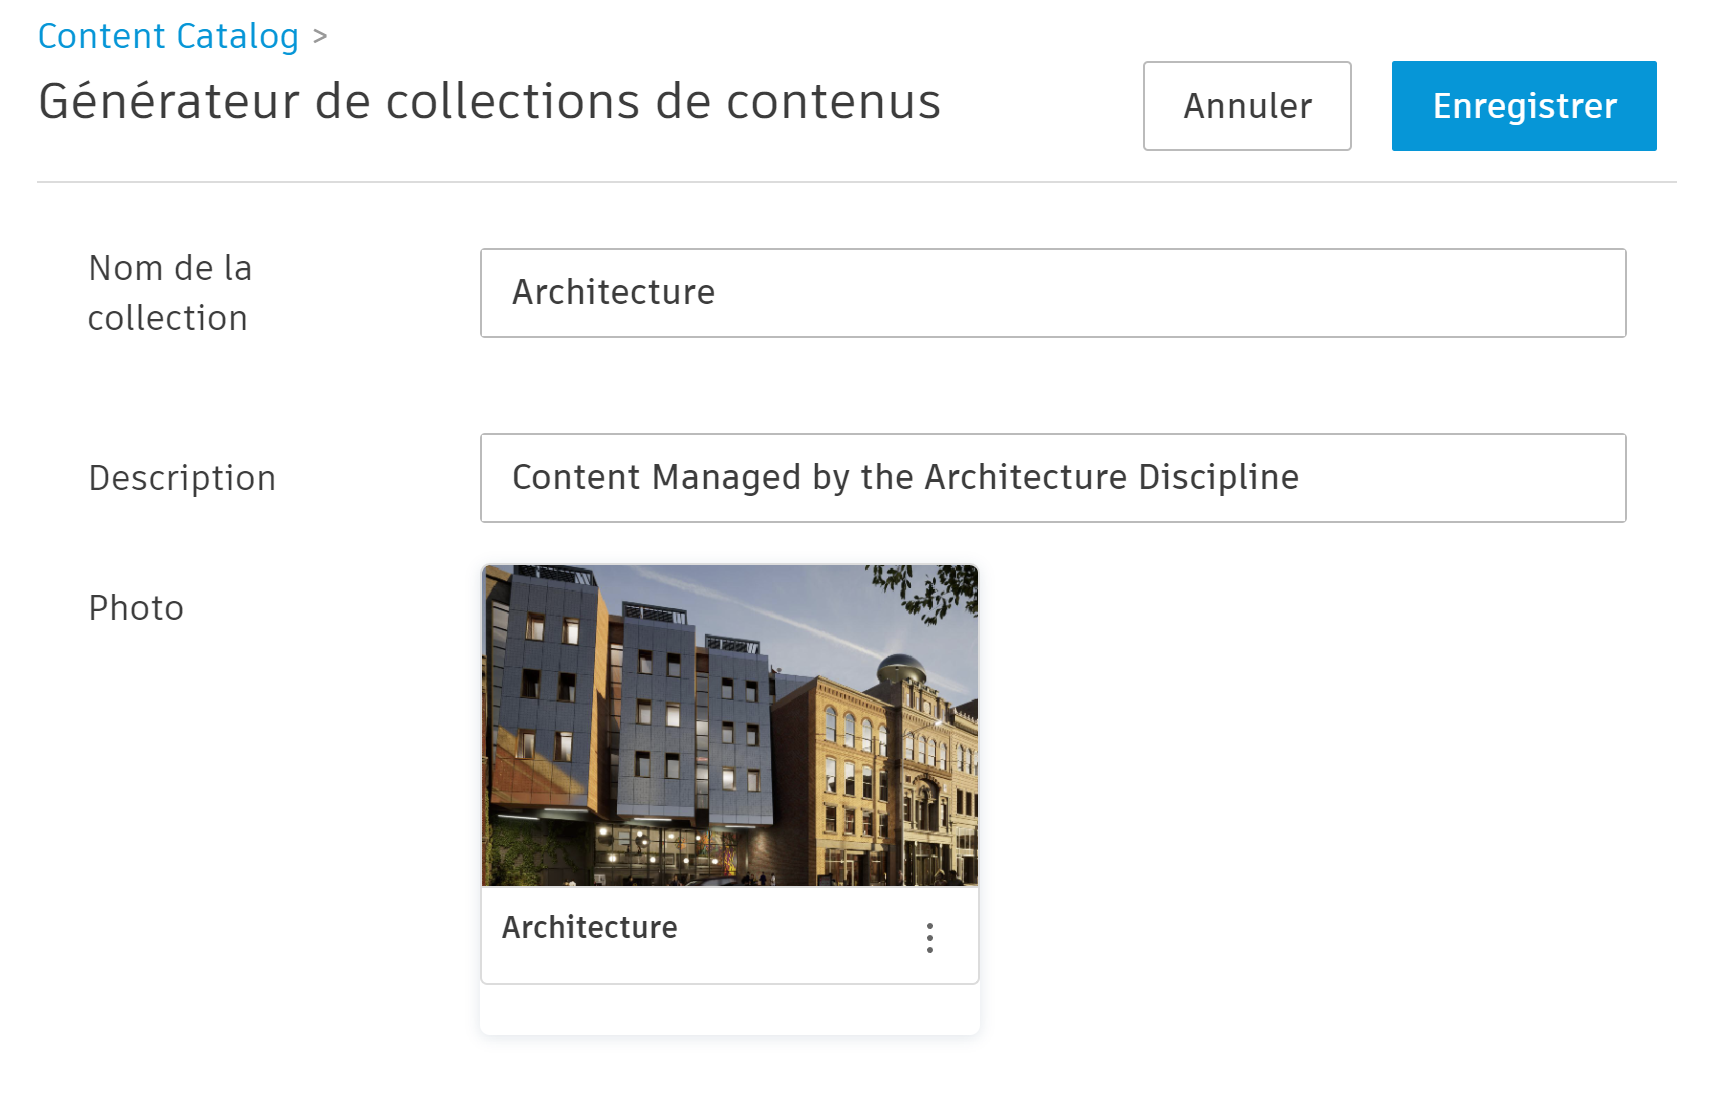 Content Catalog >
Générateur de collections de contenus
Annuler
Enregistrer
Nom de la
collection
Architecture
Description
Content Managed by the Architecture Discipline
Photo
Architecture